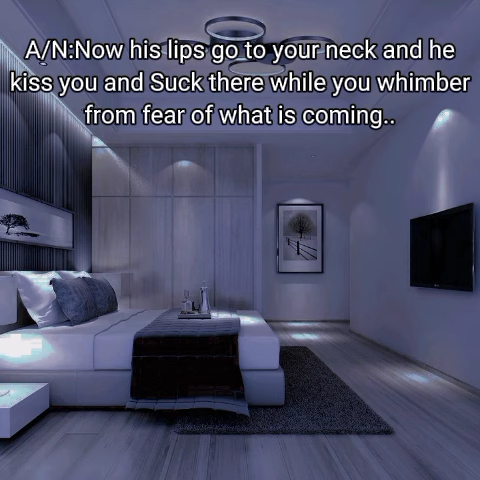 A/N:Now his lips go to your neck and he
kiss you and Suck there while you whimber
from fear of what is coming..